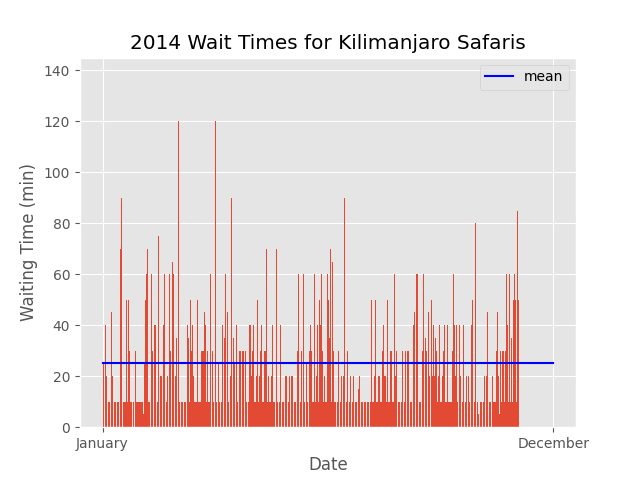 2014 Wait Times for Kilimanjaro Safaris
mean
140
120
100
80
60
40
20
0
Waiting Time (min)
January
December
Date